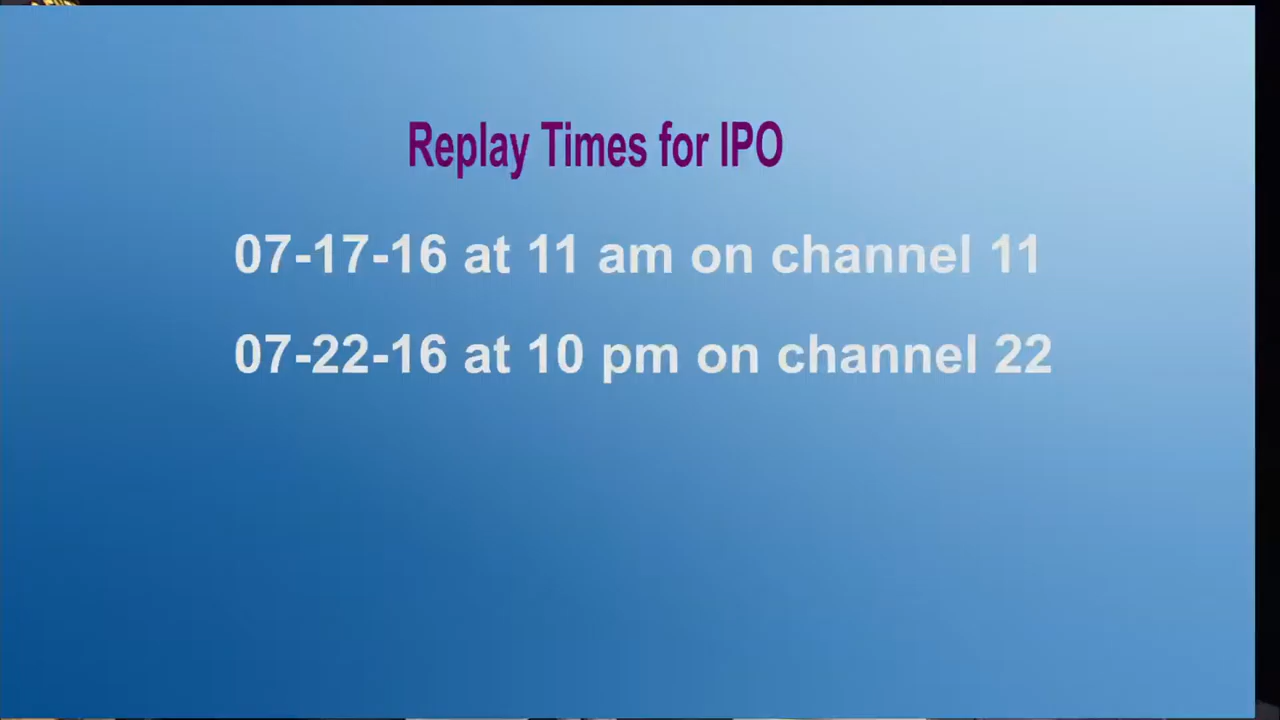 Replay Times for IPO
07-17-16 at 11 am on channel 11
07-22-16 at 10 pm on channel 22